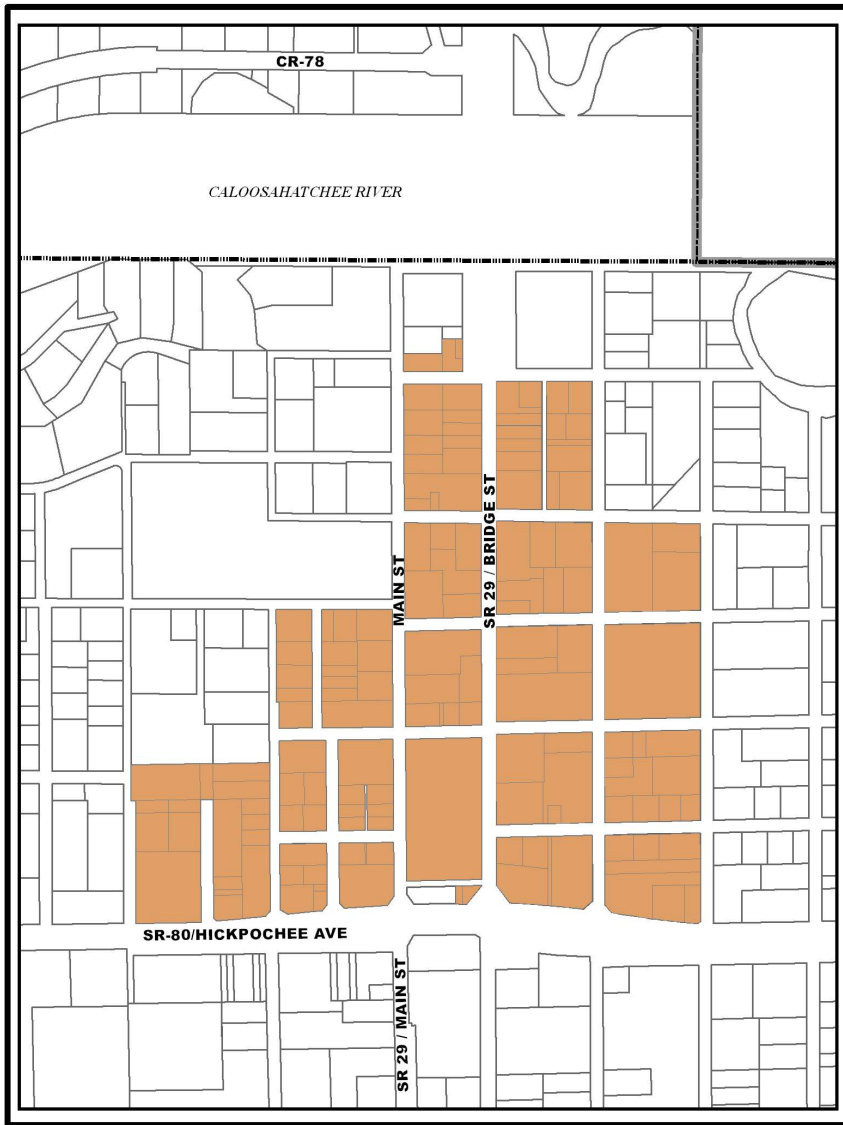 CR-78
CALOOSAHATCHEE RIVER
MAIN ST
SR 29 / BRIDGE ST
SR-80/HICKPOCHEE AVE
SR 29 / MAIN ST